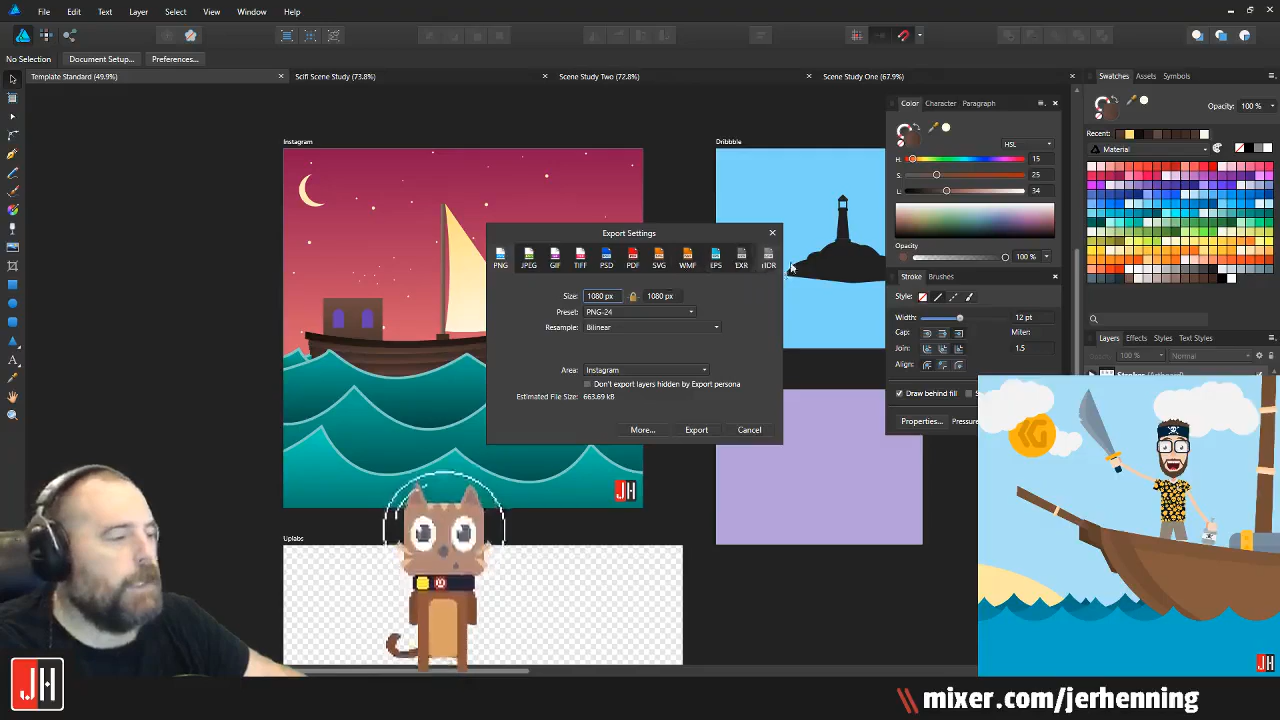 File Edit Text Layer Select View Window Help
No Selection Document Setup... Preferences...
Template Standard (49.9%) Scifi Scene Study (73.8%) Scene Study Two (72.8%) Scene Study One (67.9%)
Swatches Assets Symbols
Opacity: 100 %
Recent:
Material
Color Character Paragraph
HSL
H: 15
S: 25
L: 34
Opacity
100 %
Stroke Brushes
Style:
Width: 12 pt
Cap: Miter:
Join: 1.5
Align:
Draw behind fill
Properties... Pressure
Layers Effects Styles Text Styles
100 % Normal
Instagram
Dribbble
Uplabs
Export Settings
PNG JPEG GIF TIFF PSD PDF SVG WMF EPS EXR HDR
Size: 1080 px 1080 px
Preset: PNG-24
Resample: Bilinear
Area: Instagram
Don't export layers hidden by Export persona
Estimated File Size: 663.69 kB
More... Export Cancel
JH
KG
JH
JH
mixer.com/jerhenning